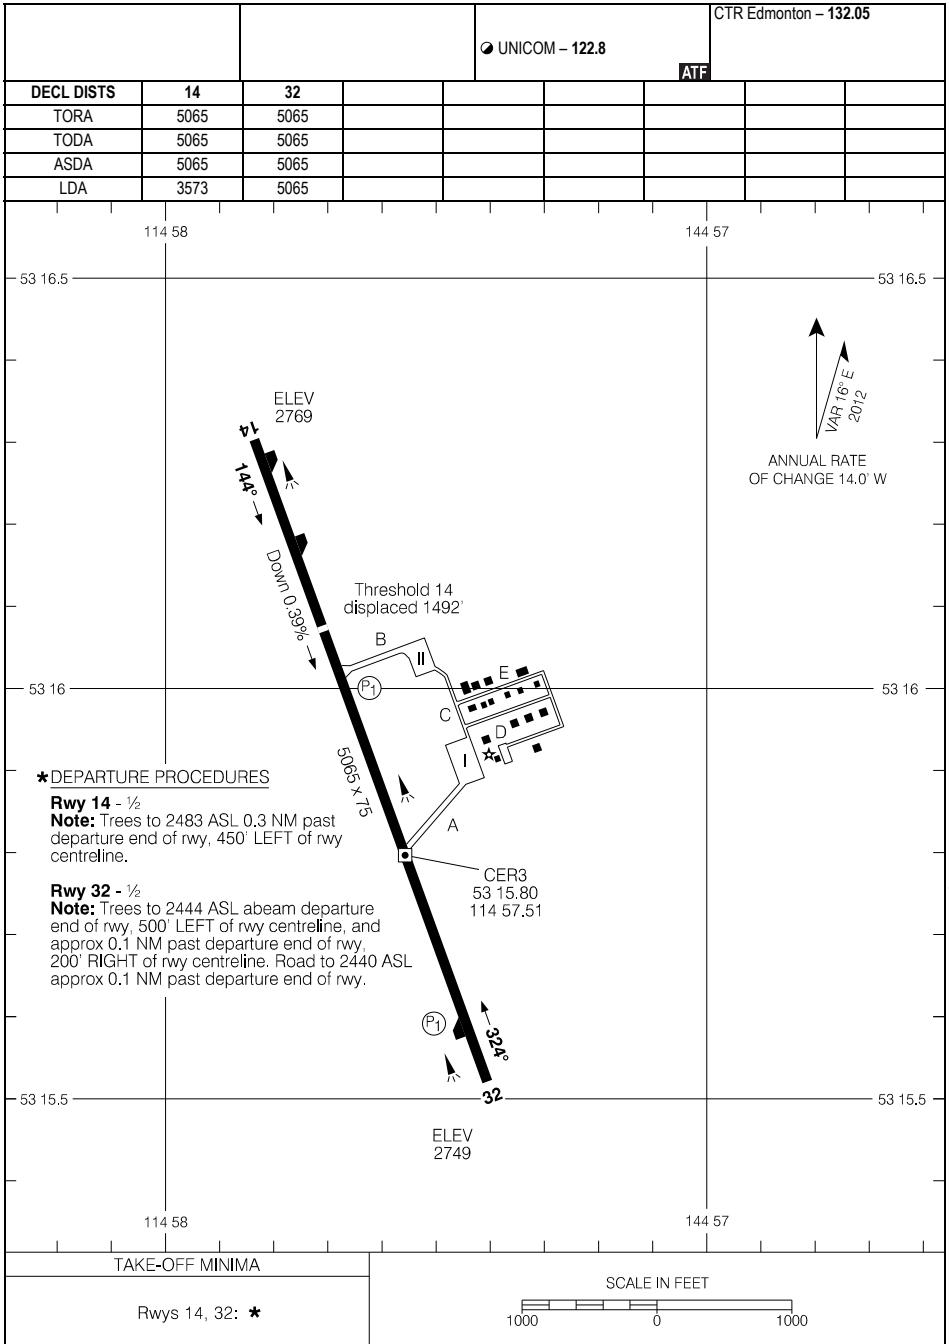 CTR Edmonton – 132.05
UNICOM – 122.8
ATF
DECL DISTS 14 32
TORA 5065 5065
TODA 5065 5065
ASDA 5065 5065
LDA 3573 5065
114 58 144 57
53 16.5 53 16.5
VAR 16° E
2012
ANNUAL RATE
OF CHANGE 14.0' W
ELEV
2769
14
144°
Down 0.39%
Threshold 14
displaced 1492'
B
II
E
53 16 53 16
P1
C
D
I
5065 x 75
A
*DEPARTURE PROCEDURES
Rwy 14 - ½
Note: Trees to 2483 ASL 0.3 NM past
departure end of rwy, 450' LEFT of rwy
centreline.
Rwy 32 - ½
Note: Trees to 2444 ASL abeam departure
end of rwy, 500' LEFT of rwy centreline, and
approx 0.1 NM past departure end of rwy,
200' RIGHT of rwy centreline. Road to 2440 ASL
approx 0.1 NM past departure end of rwy.
CER3
53 15.80
114 57.51
P1
324°
32
53 15.5 53 15.5
ELEV
2749
114 58 144 57
TAKE-OFF MINIMA
Rwys 14, 32: *
SCALE IN FEET
1000 0 1000